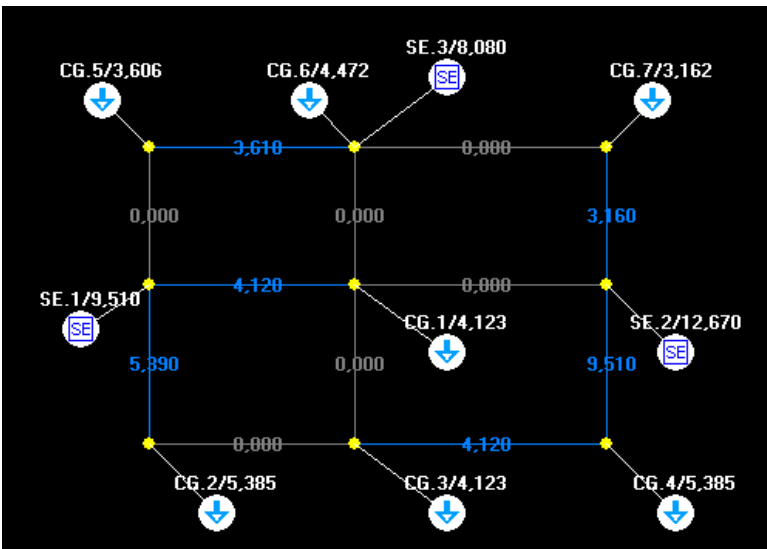 SE.3/8,080
CG.5/3,606
CG.6/4,472
CG.7/3,162
SE
3,610
0,000
0,000
0,000
3,160
4,120
0,000
SE.1/9,510
SE
CG.1/4,123
SE.2/12,670
SE
5,390
0,000
9,510
0,000
4,120
CG.2/5,385
CG.3/4,123
CG.4/5,385